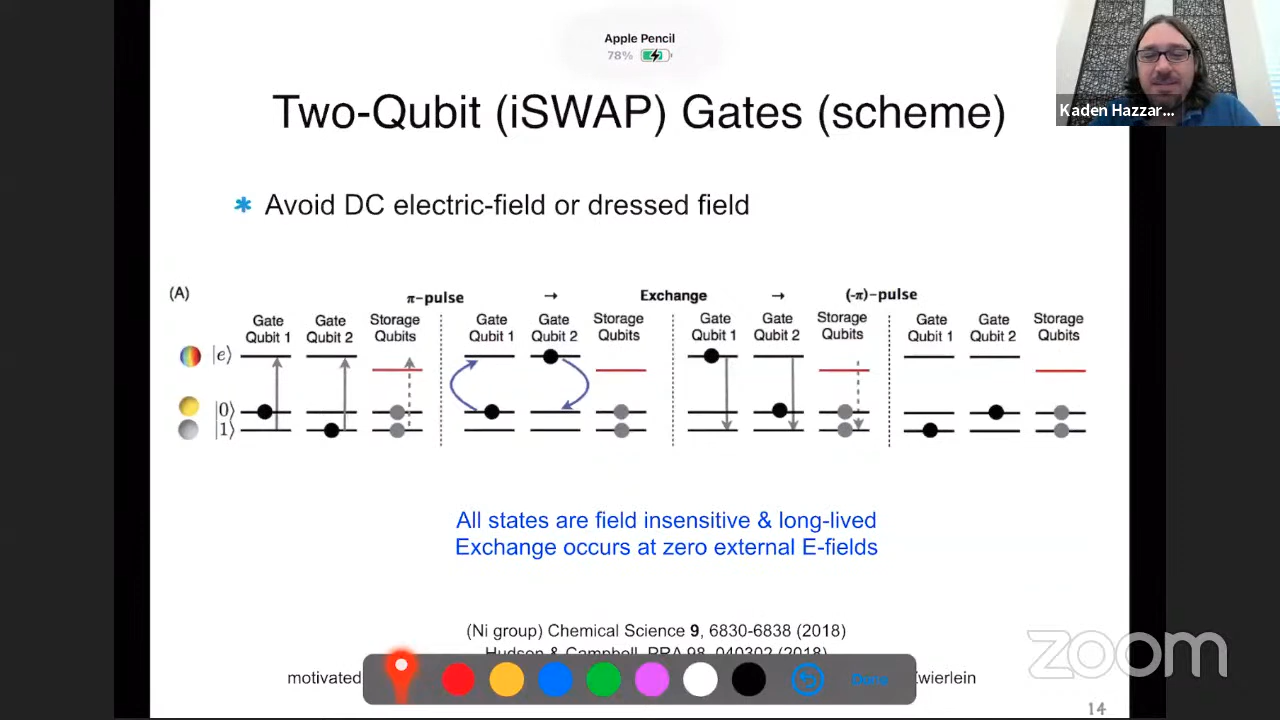 Apple Pencil
78%
Kaden Hazzar...
Two-Qubit (iSWAP) Gates (scheme)
* Avoid DC electric-field or dressed field
(A)
π-pulse → Exchange → (-π)-pulse
Gate Qubit 1 Gate Qubit 2 Storage Qubits Gate Qubit 1 Gate Qubit 2 Storage Qubits Gate Qubit 1 Gate Qubit 2 Storage Qubits Gate Qubit 1 Gate Qubit 2 Storage Qubits
|e⟩
|0⟩
|1⟩
All states are field insensitive & long-lived
Exchange occurs at zero external E-fields
(Ni group) Chemical Science 9, 6830-6838 (2018)
Hudson & Campbell, PRA 98, 040302 (2018)
motivated
Zwierlein
Done
zoom
14